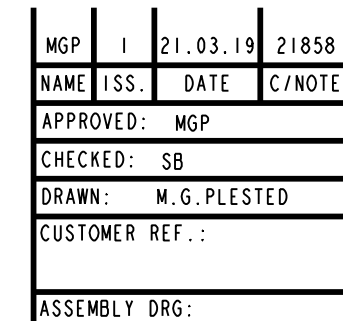 MGP 1 21.03.19 21858
NAME ISS. DATE C/NOTE
APPROVED: MGP
CHECKED: SB
DRAWN: M.G.PLESTED
CUSTOMER REF.:
ASSEMBLY DRG: